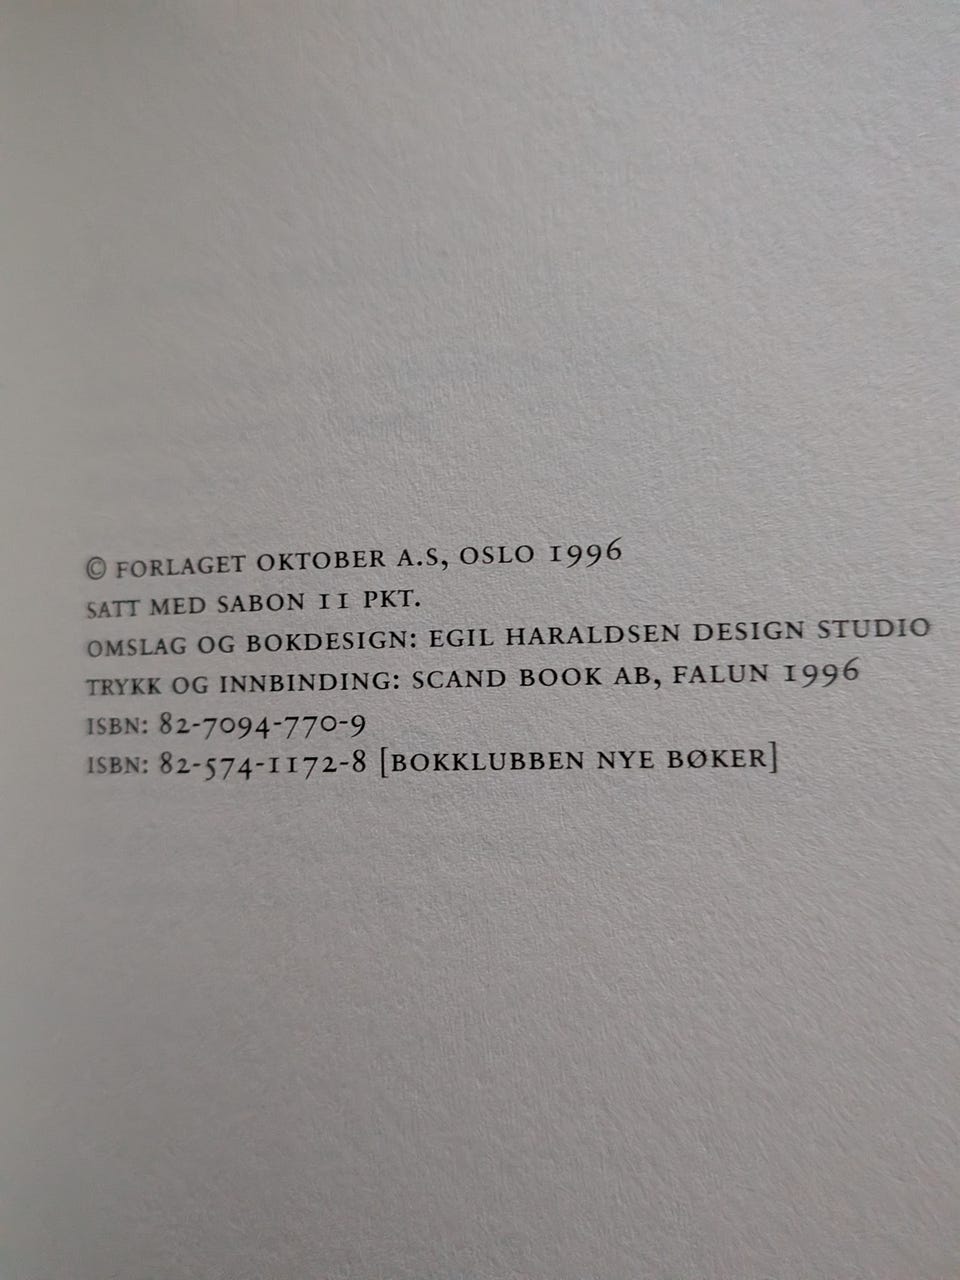 © FORLAGET OKTOBER A.S, OSLO 1996
SATT MED SABON 11 PKT.
OMSLAG OG BOKDESIGN: EGIL HARALDSEN DESIGN STUDIO
TRYKK OG INNBINDING: SCAND BOOK AB, FALUN 1996
ISBN: 82-7094-770-9
ISBN: 82-574-1172-8 [BOKKLUBBEN NYE BØKER]